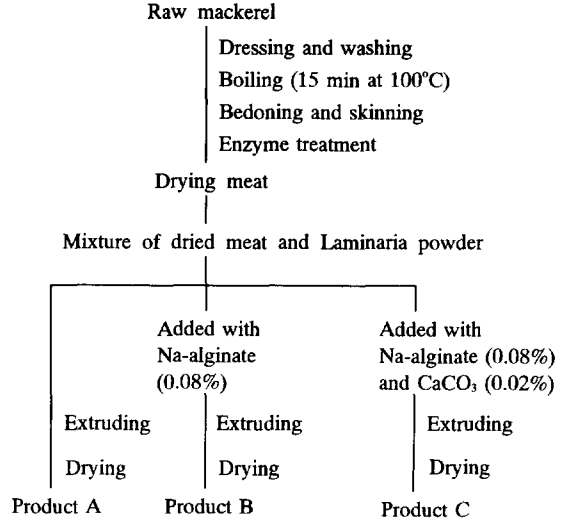 Raw mackerel
Dressing and washing
Boiling (15 min at 100°C)
Bedoning and skinning
Enzyme treatment
Drying meat
Mixture of dried meat and Laminaria powder
Added with
Na-alginate
(0.08%)
Added with
Na-alginate (0.08%)
and CaCO₃ (0.02%)
Extruding
Extruding
Extruding
Drying
Drying
Drying
Product A
Product B
Product C